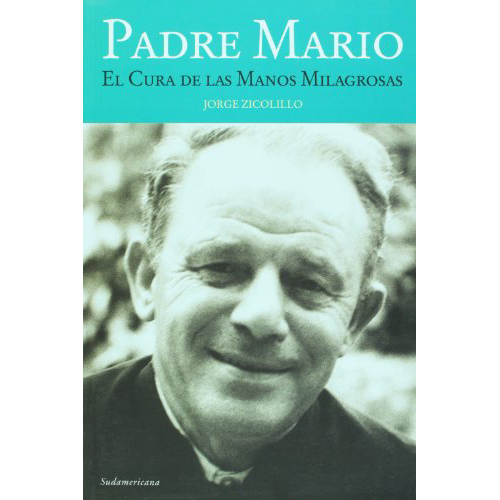 PADRE MARIO
EL CURA DE LAS MANOS MILAGROSAS
JORGE ZICOLILLO
Sudamericana